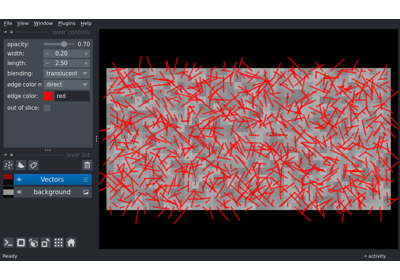 File View Window Plugins Help
layer controls
opacity: 0.70
width: 0.20
length: 2.50
blending: translucent
edge color m direct
edge color: red
out of slice:
layer list
Vectors
background
Ready
activity